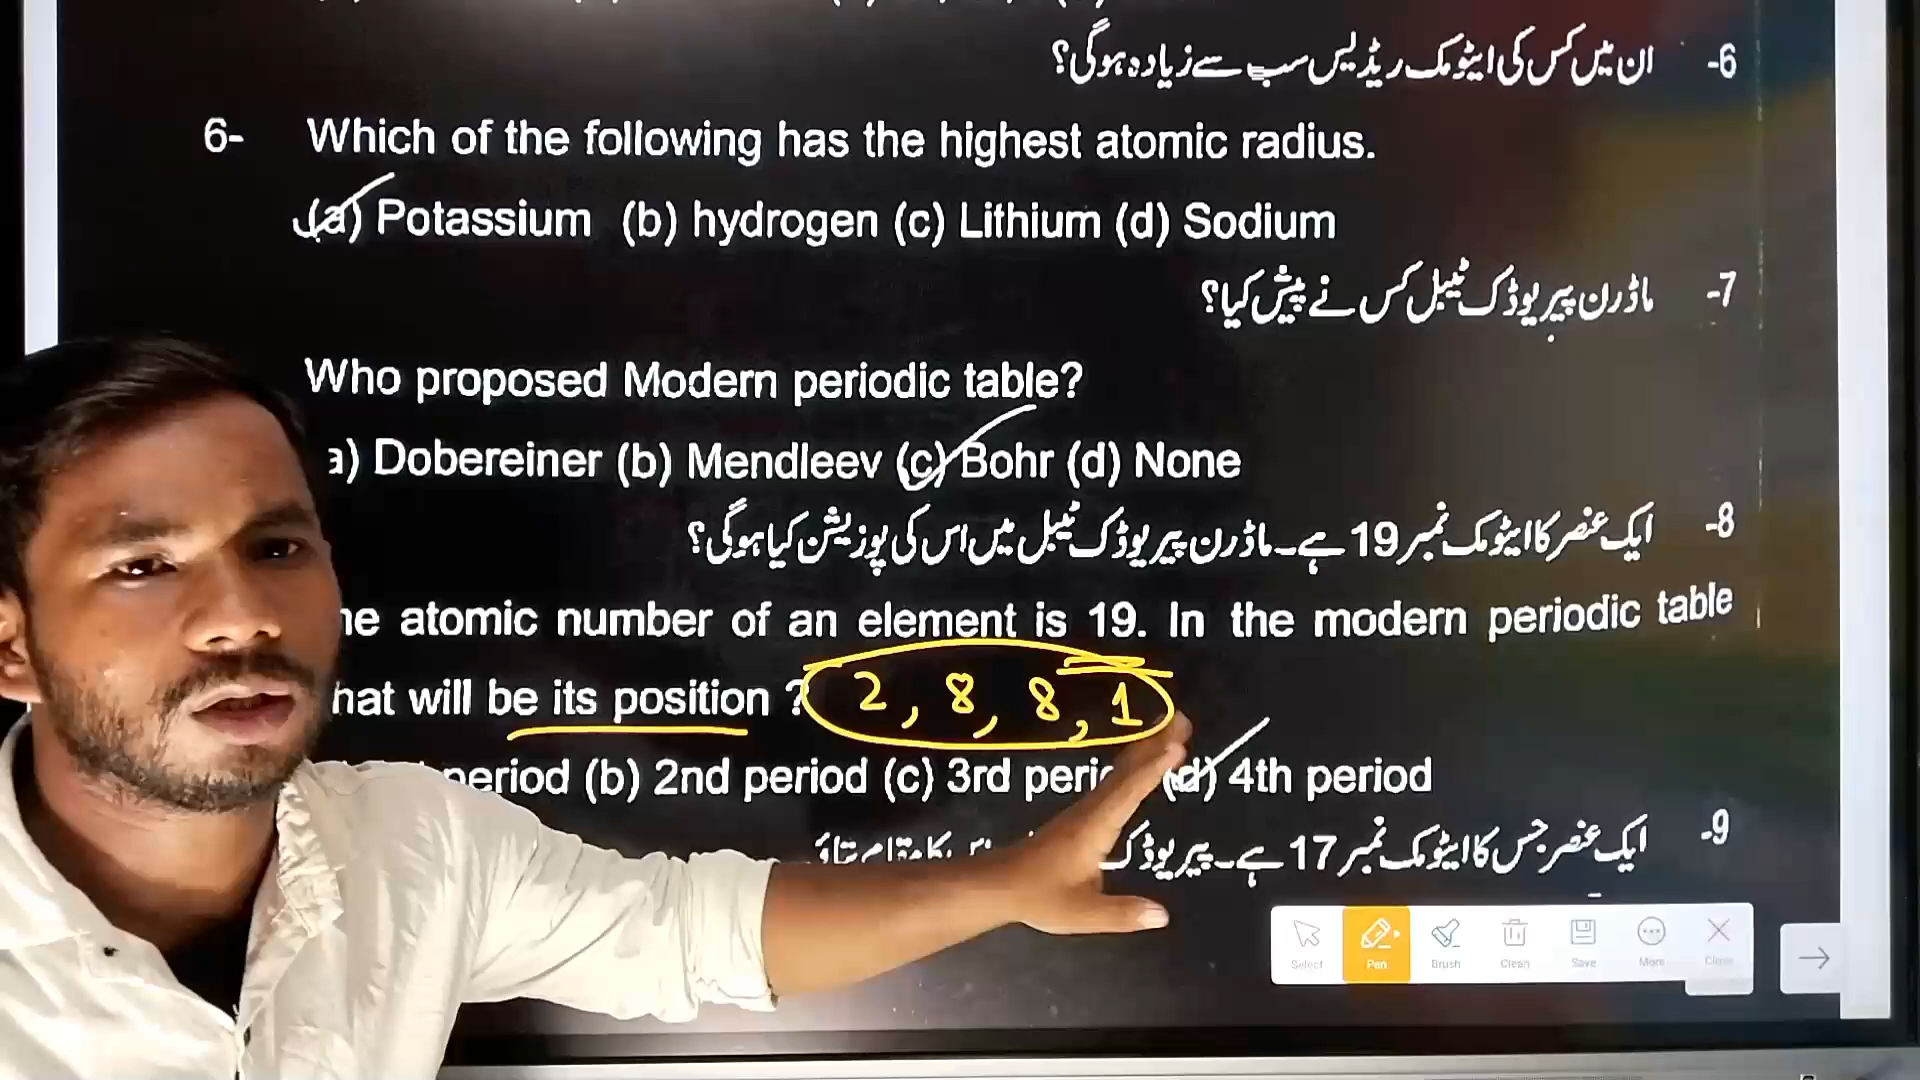 ان میں کس کی ایٹومک ریڈیس سب سے زیادہ ہوگی؟ -6
6- Which of the following has the highest atomic radius.
(a) Potassium (b) hydrogen (c) Lithium (d) Sodium
ماڈرن پیریوڈک ٹیبل کس نے پیش کیا؟ -7
Who proposed Modern periodic table?
a) Dobereiner (b) Mendleev (c) Bohr (d) None
ایک عنصر کا ایٹومک نمبر 19 ہے۔ ماڈرن پیریوڈک ٹیبل میں اس کی پوزیشن کیا ہوگی؟ -8
he atomic number of an element is 19. In the modern periodic table
hat will be its position ? 2, 8, 8, 1
period (b) 2nd period (c) 3rd (d) 4th period
ایک عنصر جس کا ایٹومک نمبر 17 ہے۔ -9
Select Pen Brush Clean Save More Close